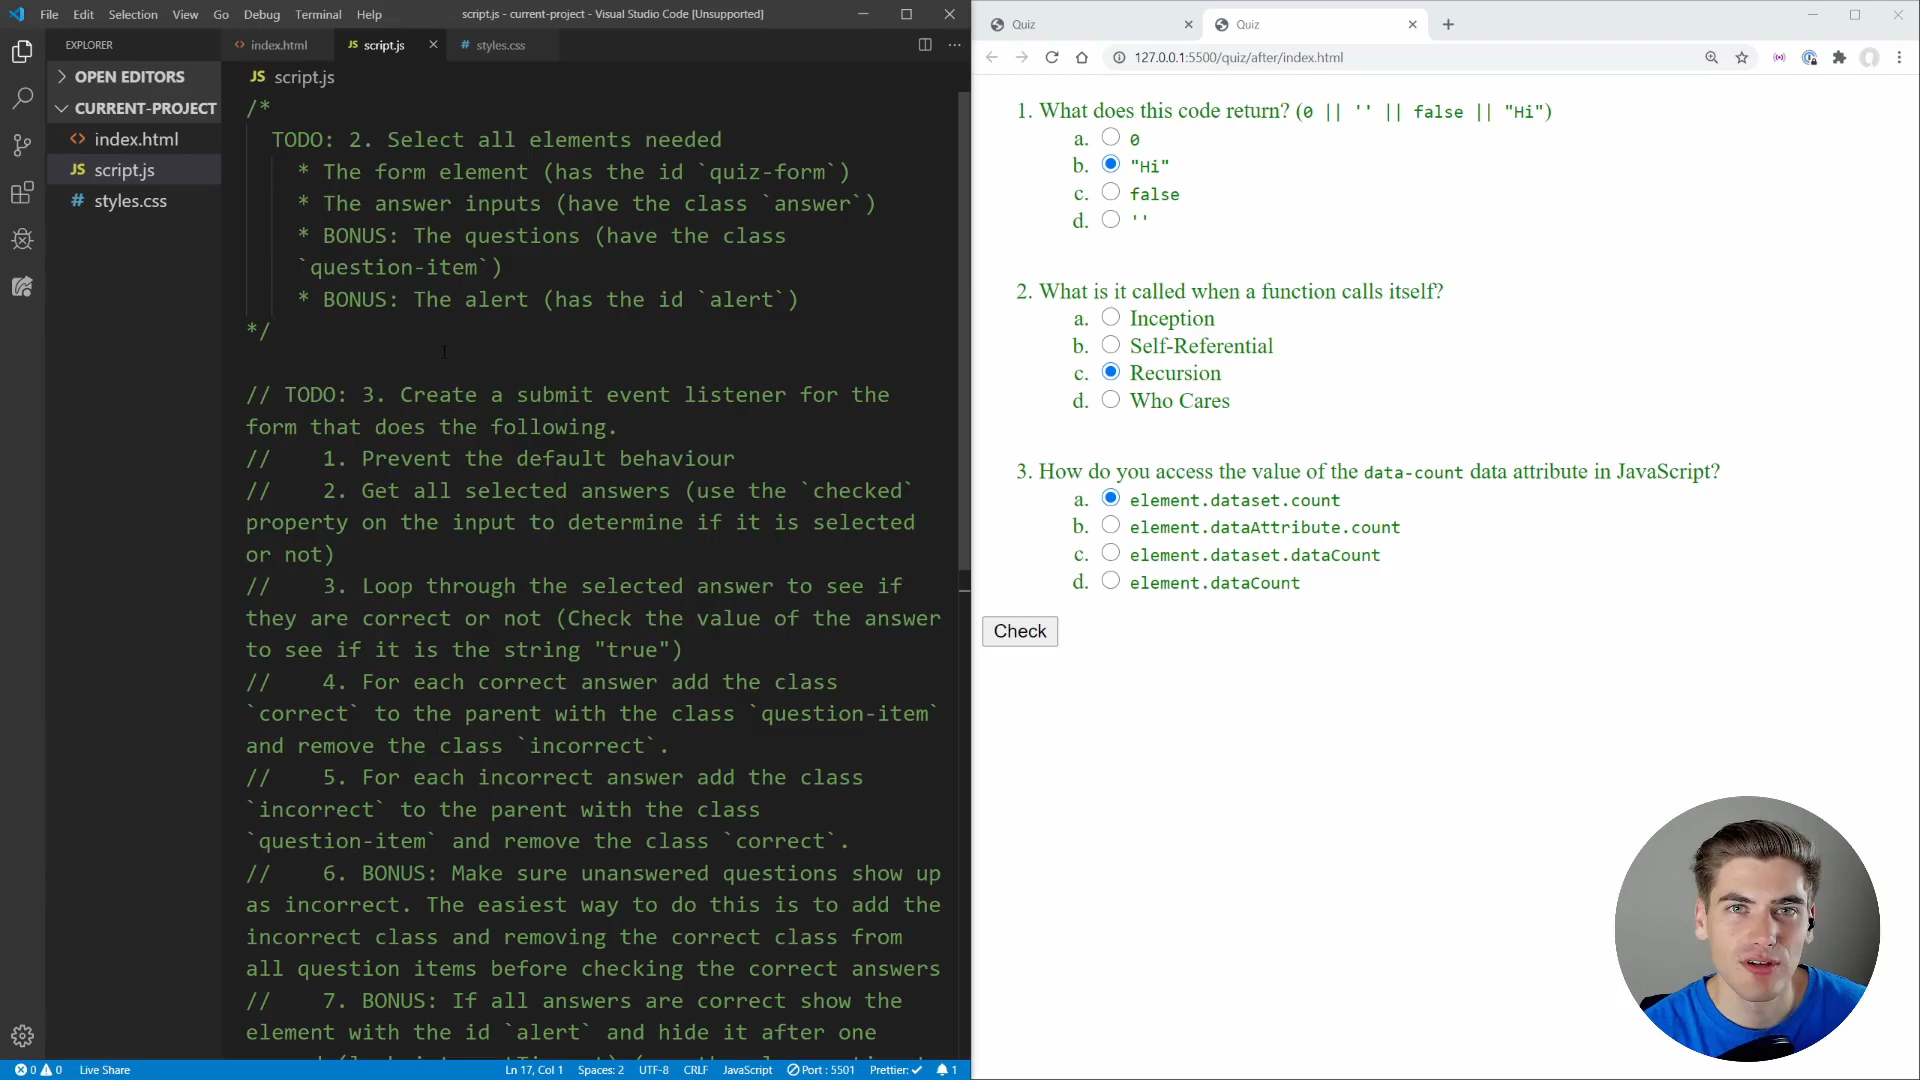 File Edit Selection View Go Debug Terminal Help
script.js - current-project - Visual Studio Code [Unsupported]
EXPLORER
OPEN EDITORS
CURRENT-PROJECT
<> index.html
JS script.js
# styles.css
<> index.html
JS script.js
# styles.css
JS script.js
/*
TODO: 2. Select all elements needed
* The form element (has the id `quiz-form`)
* The answer inputs (have the class `answer`)
* BONUS: The questions (have the class
`question-item`)
* BONUS: The alert (has the id `alert`)
*/
// TODO: 3. Create a submit event listener for the
form that does the following.
// 1. Prevent the default behaviour
// 2. Get all selected answers (use the `checked`
property on the input to determine if it is selected
or not)
// 3. Loop through the selected answer to see if
they are correct or not (Check the value of the answer
to see if it is the string "true")
// 4. For each correct answer add the class
`correct` to the parent with the class `question-item`
and remove the class `incorrect`.
// 5. For each incorrect answer add the class
`incorrect` to the parent with the class
`question-item` and remove the class `correct`.
// 6. BONUS: Make sure unanswered questions show up
as incorrect. The easiest way to do this is to add the
incorrect class and removing the correct class from
all question items before checking the correct answers
// 7. BONUS: If all answers are correct show the
element with the id `alert` and hide it after one
0 0 Live Share
Ln 17, Col 1 Spaces: 2 UTF-8 CRLF JavaScript Port : 5501 Prettier: 1
Quiz
Quiz
127.0.0.1:5500/quiz/after/index.html
1. What does this code return? (0 || '' || false || "Hi")
a. 0
b. "Hi"
c. false
d. ''
2. What is it called when a function calls itself?
a. Inception
b. Self-Referential
c. Recursion
d. Who Cares
3. How do you access the value of the data-count data attribute in JavaScript?
a. element.dataset.count
b. element.dataAttribute.count
c. element.dataset.dataCount
d. element.dataCount
Check